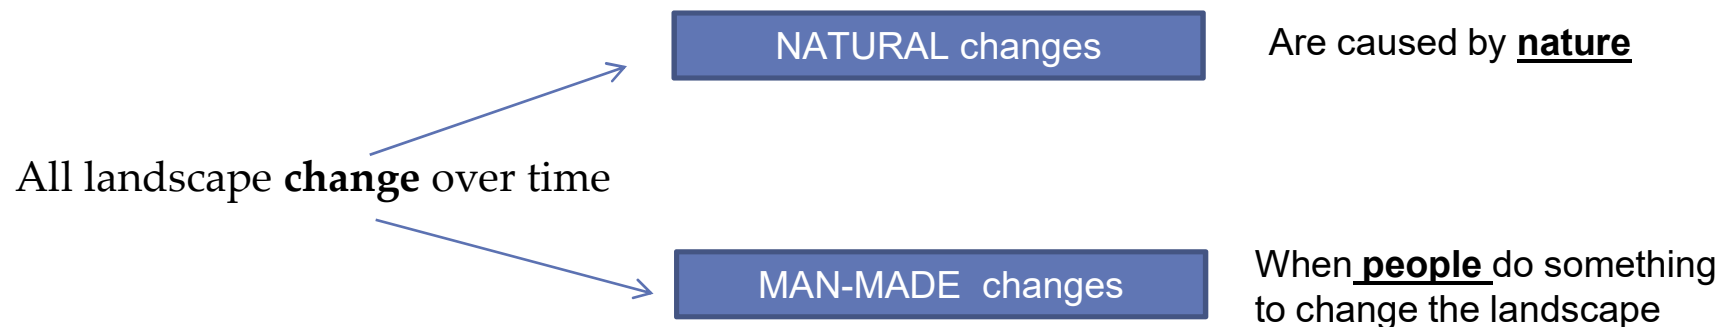 NATURAL changes
Are caused by nature
All landscape change over time
MAN-MADE  changes
When people do something
to change the landscape